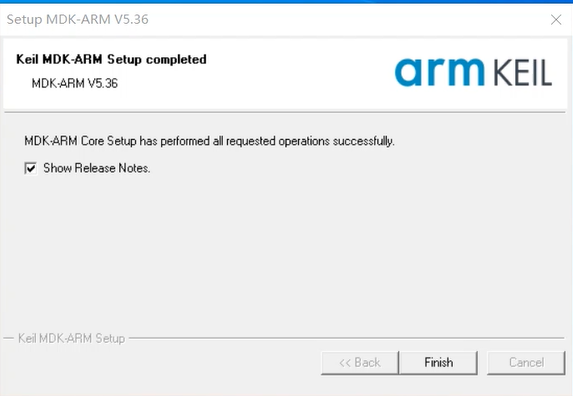 Setup MDK-ARM V5.36
Keil MDK-ARM Setup completed
MDK-ARM V5.36
arm KEIL
MDK-ARM Core Setup has performed all requested operations successfully.
Show Release Notes.
Keil MDK-ARM Setup
<< Back
Finish
Cancel